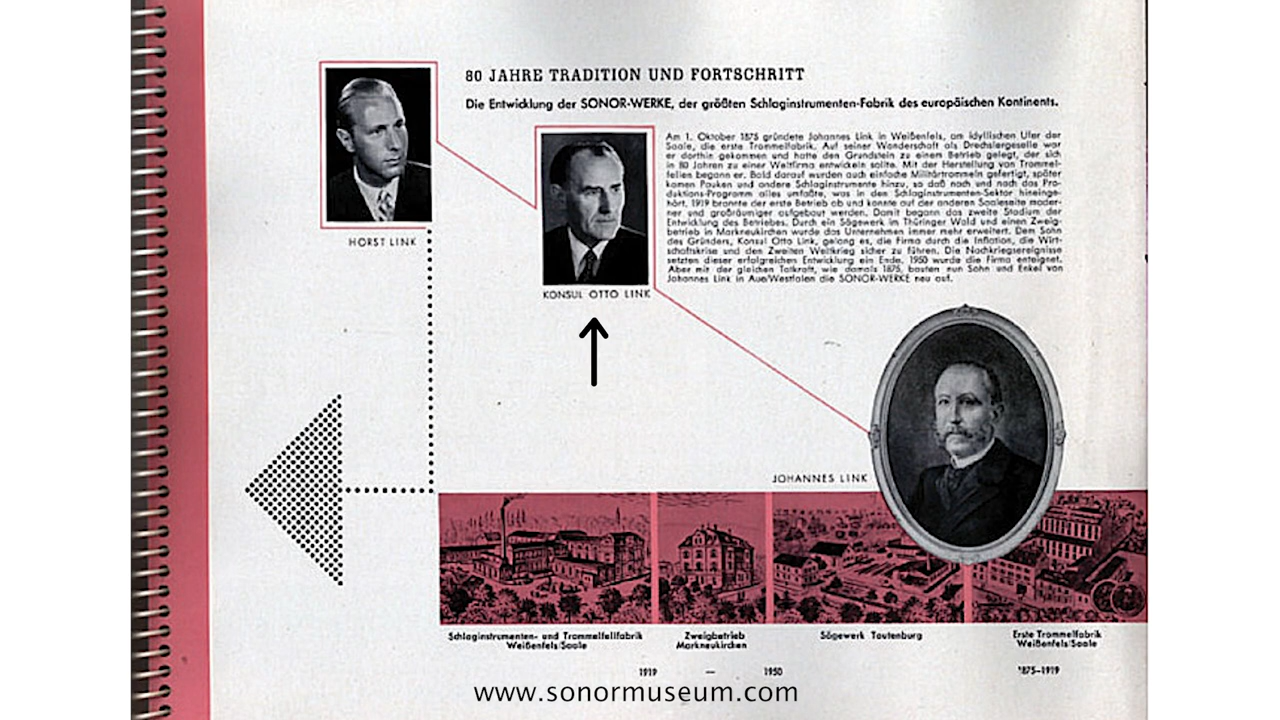 80 JAHRE TRADITION UND FORTSCHRITT
Die Entwicklung der SONOR-WERKE, der größten Schlaginstrumenten-Fabrik des europäischen Kontinents.
Am 1. Oktober 1875 gründete Johannes Link in Weißenfels, am idyllischen Ufer der
Saale, die erste Trommelfabrik. Auf seiner Wanderschaft als Drechslergeselle war
er dorthin gekommen und hatte den Grundstein zu einem Betrieb gelegt, der sich
in 80 Jahren zu einer Weltfirma entwickeln sollte. Mit der Herstellung von Trommel-
fellen begann er. Bald darauf wurden auch einfache Militärtrommeln gefertigt, später
kamen Pauken und andere Schlaginstrumente hinzu, so daß nach und nach das Pro-
duktions-Programm alles umfaßte, was in den Schlaginstrumenten-Sektor hineinge-
hört. 1919 brannte der erste Betrieb ab und konnte auf der anderen Saaleseite moder-
ner und großräumiger aufgebaut werden. Damit begann das zweite Stadium der
Entwicklung des Betriebes. Durch ein Sägewerk im Thüringer Wald und einen Zweig-
betrieb in Markneukirchen wurde das Unternehmen immer mehr erweitert. Dem Sohn
des Gründers, Konsul Otto Link, gelang es, die Firma durch die Inflation, die Wirt-
schaftskrise und den Zweiten Weltkrieg sicher zu führen. Die Nachkriegsereignisse
setzten dieser erfolgreichen Entwicklung ein Ende. 1950 wurde die Firma enteignet.
Aber mit der gleichen Tatkraft, wie damals 1875, bauten nun Sohn und Enkel von
Johannes Link in Aue/Westfalen die SONOR-WERKE neu auf.
HORST LINK
KONSUL OTTO LINK
JOHANNES LINK
Schlaginstrumenten- und Trommelfellfabrik
Weißenfels/Saale
Zweigbetrieb
Markneukirchen
Sägewerk Tautenburg
Erste Trommelfabrik
Weißenfels/Saale
1919 — 1950
1875–1919
www.sonormuseum.com